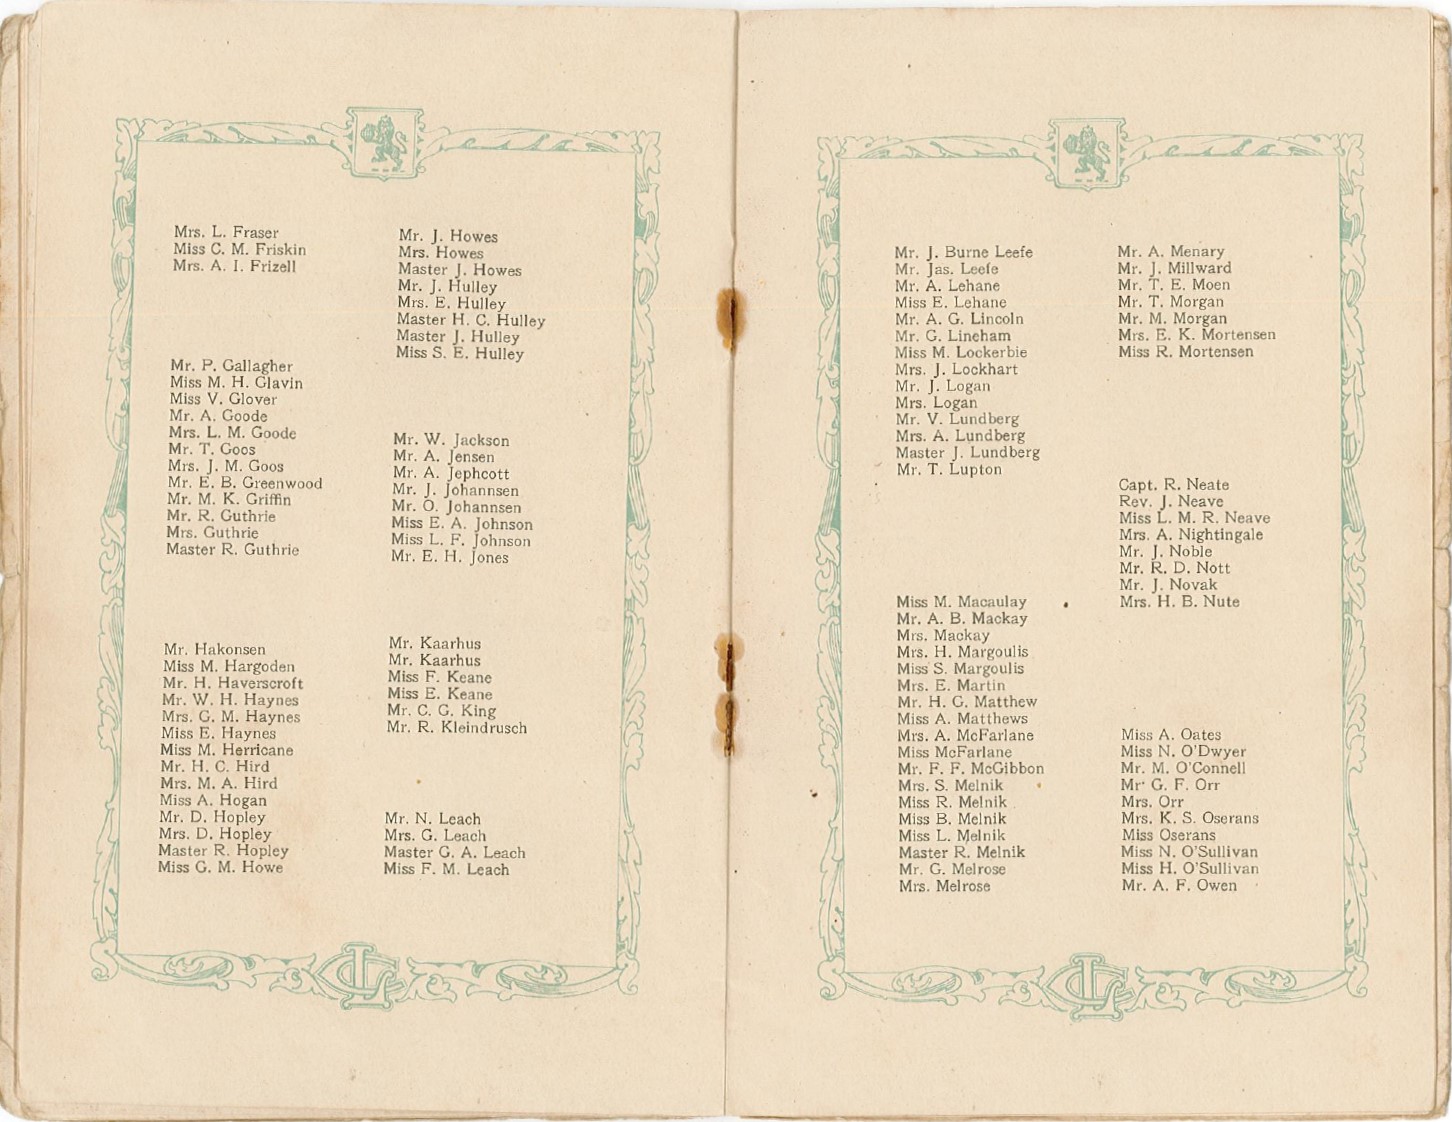 Mrs. L. Fraser
Miss C. M. Friskin
Mrs. A. I. Frizell
Mr. P. Gallagher
Miss M. H. Glavin
Miss V. Glover
Mr. A. Goode
Mrs. L. M. Goode
Mr. T. Goos
Mrs. J. M. Goos
Mr. E. B. Greenwood
Mr. M. K. Griffin
Mr. R. Guthrie
Mrs. Guthrie
Master R. Guthrie
Mr. Hakonsen
Miss M. Hargoden
Mr. H. Haverscroft
Mr. W. H. Haynes
Mrs. G. M. Haynes
Miss E. Haynes
Miss M. Herricane
Mr. H. C. Hird
Mrs. M. A. Hird
Miss A. Hogan
Mr. D. Hopley
Mrs. D. Hopley
Master R. Hopley
Miss G. M. Howe
Mr. J. Howes
Mrs. Howes
Master J. Howes
Mr. J. Hulley
Mrs. E. Hulley
Master H. C. Hulley
Master J. Hulley
Miss S. E. Hulley
Mr. W. Jackson
Mr. A. Jensen
Mr. A. Jephcott
Mr. J. Johannsen
Mr. O. Johannsen
Miss E. A. Johnson
Miss L. F. Johnson
Mr. E. H. Jones
Mr. Kaarhus
Mr. Kaarhus
Miss F. Keane
Miss E. Keane
Mr. C. G. King
Mr. R. Kleindrusch
Mr. N. Leach
Mrs. G. Leach
Master G. A. Leach
Miss F. M. Leach
CL
Mr. J. Burne Leefe
Mr. Jas. Leefe
Mr. A. Lehane
Miss E. Lehane
Mr. A. G. Lincoln
Mr. G. Lineham
Miss M. Lockerbie
Mrs. J. Lockhart
Mr. J. Logan
Mrs. Logan
Mr. V. Lundberg
Mrs. A. Lundberg
Master J. Lundberg
Mr. T. Lupton
Miss M. Macaulay
Mr. A. B. Mackay
Mrs. Mackay
Mrs. H. Margoulis
Miss S. Margoulis
Mrs. E. Martin
Mr. H. G. Matthew
Miss A. Matthews
Mrs. A. McFarlane
Miss McFarlane
Mr. F. F. McGibbon
Mrs. S. Melnik
Miss R. Melnik
Miss B. Melnik
Miss L. Melnik
Master R. Melnik
Mr. G. Melrose
Mrs. Melrose
Mr. A. Menary
Mr. J. Millward
Mr. T. E. Moen
Mr. T. Morgan
Mr. M. Morgan
Mrs. E. K. Mortensen
Miss R. Mortensen
Capt. R. Neate
Rev. J. Neave
Miss L. M. R. Neave
Mrs. A. Nightingale
Mr. J. Noble
Mr. R. D. Nott
Mr. J. Novak
Mrs. H. B. Nute
Miss A. Oates
Miss N. O'Dwyer
Mr. M. O'Connell
Mr· G. F. Orr
Mrs. Orr
Mrs. K. S. Oserans
Miss Oserans
Miss N. O'Sullivan
Miss H. O'Sullivan
Mr. A. F. Owen
CL